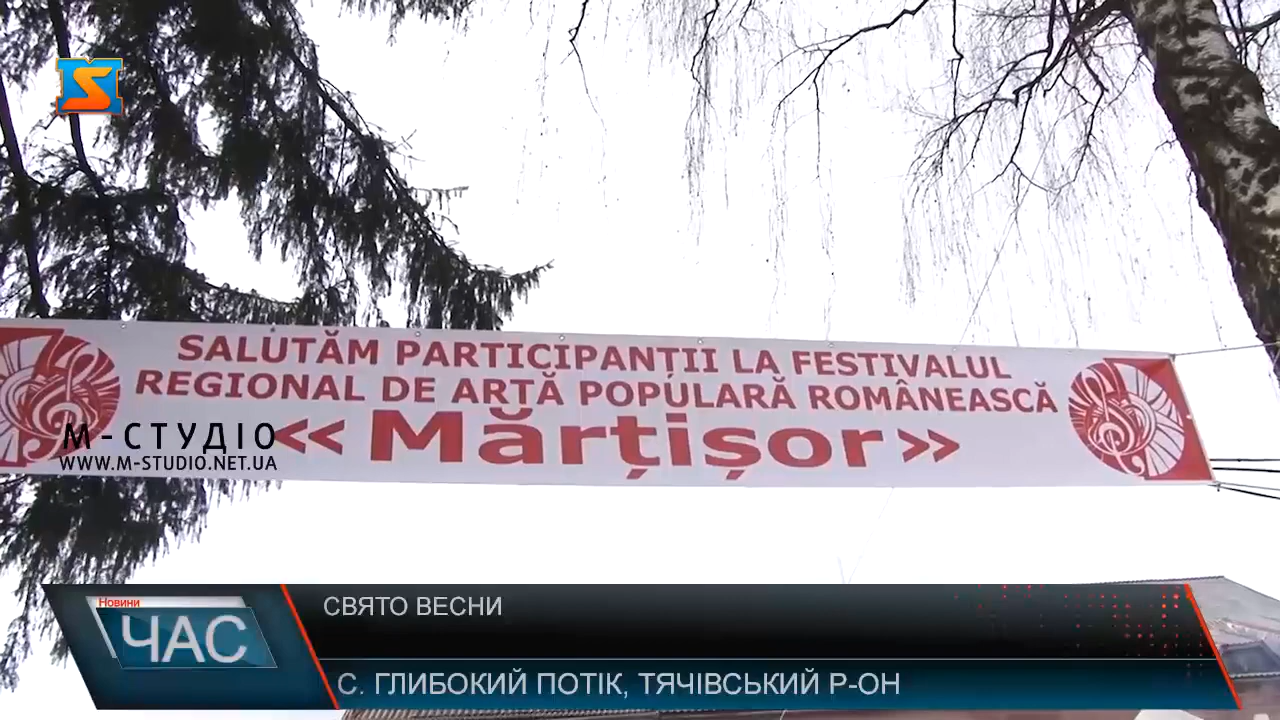 S
SALUTĂM PARTICIPANȚII LA FESTIVALUL
REGIONAL DE ARTĂ POPULARĂ ROMÂNEASCĂ
« Mărțișor »
М-СТУДІО
WWW.M-STUDIO.NET.UA
Новини
ЧАС
СВЯТО ВЕСНИ
С. ГЛИБОКИЙ ПОТІК, ТЯЧІВСЬКИЙ Р-ОН